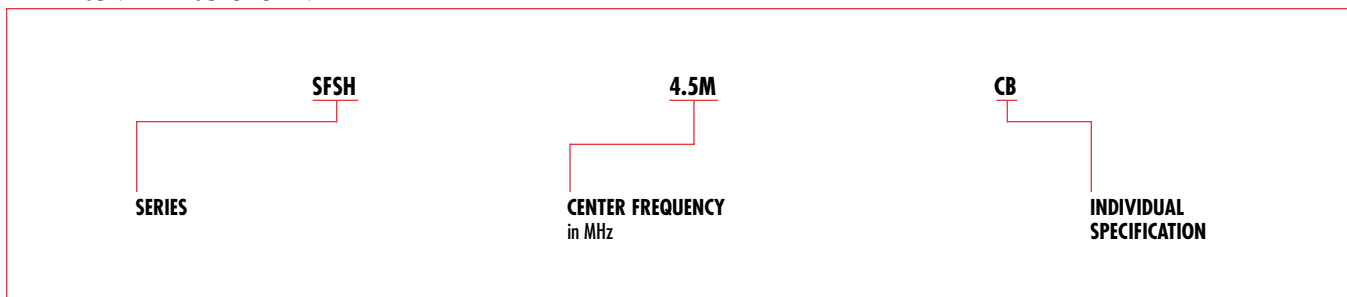 SFSH 4.5M CB
SERIES CENTER FREQUENCY INDIVIDUAL
in MHz SPECIFICATION